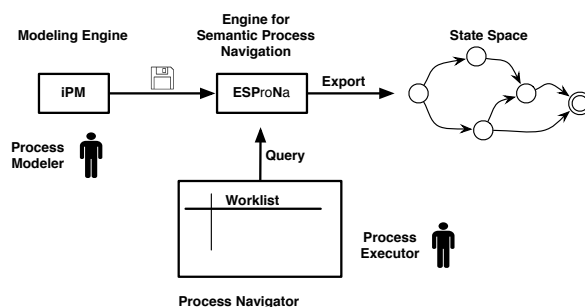 Modeling Engine
Engine for
Semantic Process
Navigation
State Space
iPM
ESProNa
Export
Process
Modeler
Query
Worklist
Process
Executor
Process Navigator